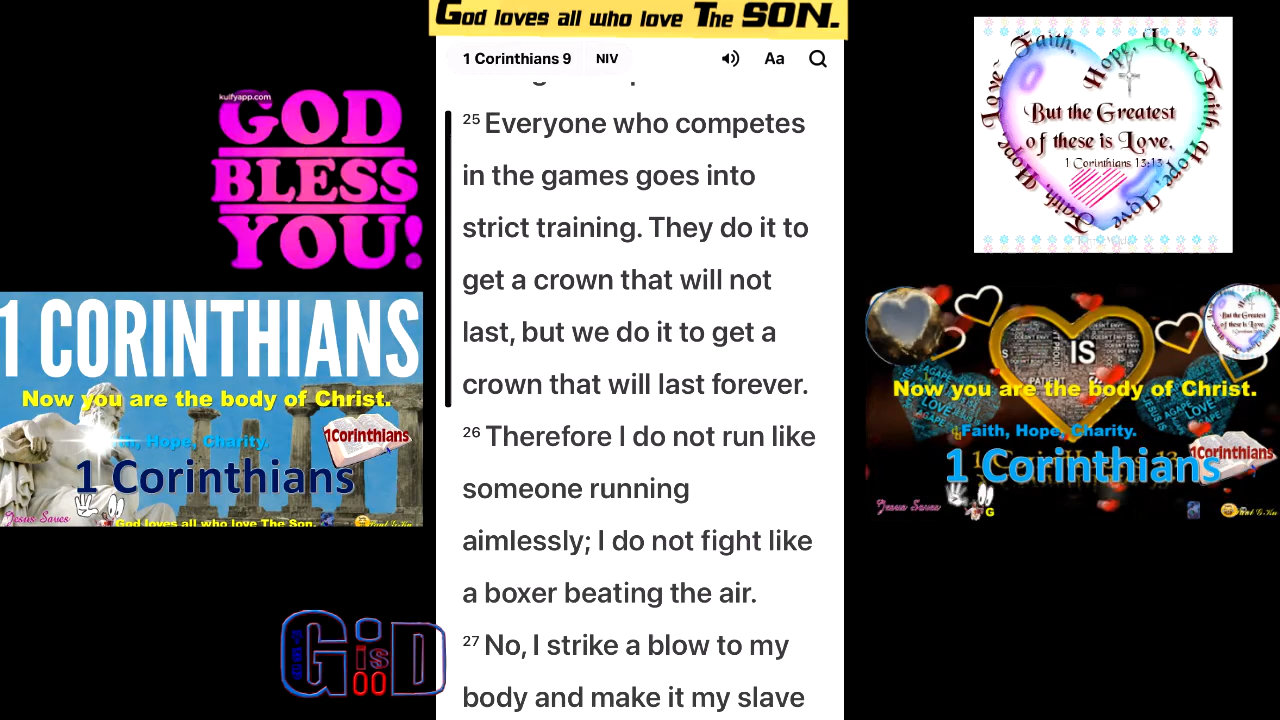 God loves all who love The SON.
1 Corinthians 9 NIV Aa
25 Everyone who competes
in the games goes into
strict training. They do it to
get a crown that will not
last, but we do it to get a
crown that will last forever.
26 Therefore I do not run like
someone running
aimlessly; I do not fight like
a boxer beating the air.
27 No, I strike a blow to my
body and make it my slave
kulfyapp.com
GOD
BLESS
YOU!
1 CORINTHIANS
Now you are the body of Christ.
Hope, Charity.
1Corinthians
1 Corinthians
Jesus Saves
God loves all who love The Son.
G is D
Faith, Hope, Love
But the Greatest
of these is Love.
1 Corinthians 13:13
IS
Now you are the body of Christ.
Faith, Hope, Charity.
1Corinthians
1 Corinthians
Jesus Saves
G